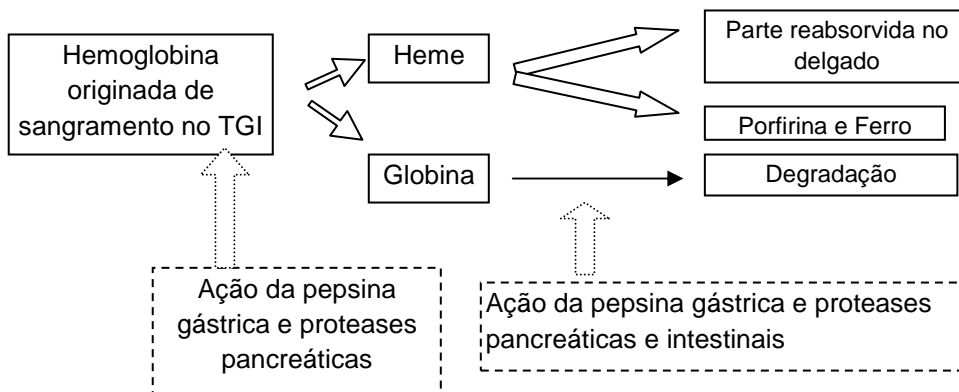 Hemoglobina
originada de
sangramento no TGI
Heme
Globina
Parte reabsorvida no
delgado
Porfirina e Ferro
Degradação
Ação da pepsina
gástrica e proteases
pancreáticas
Ação da pepsina gástrica e proteases
pancreáticas e intestinais